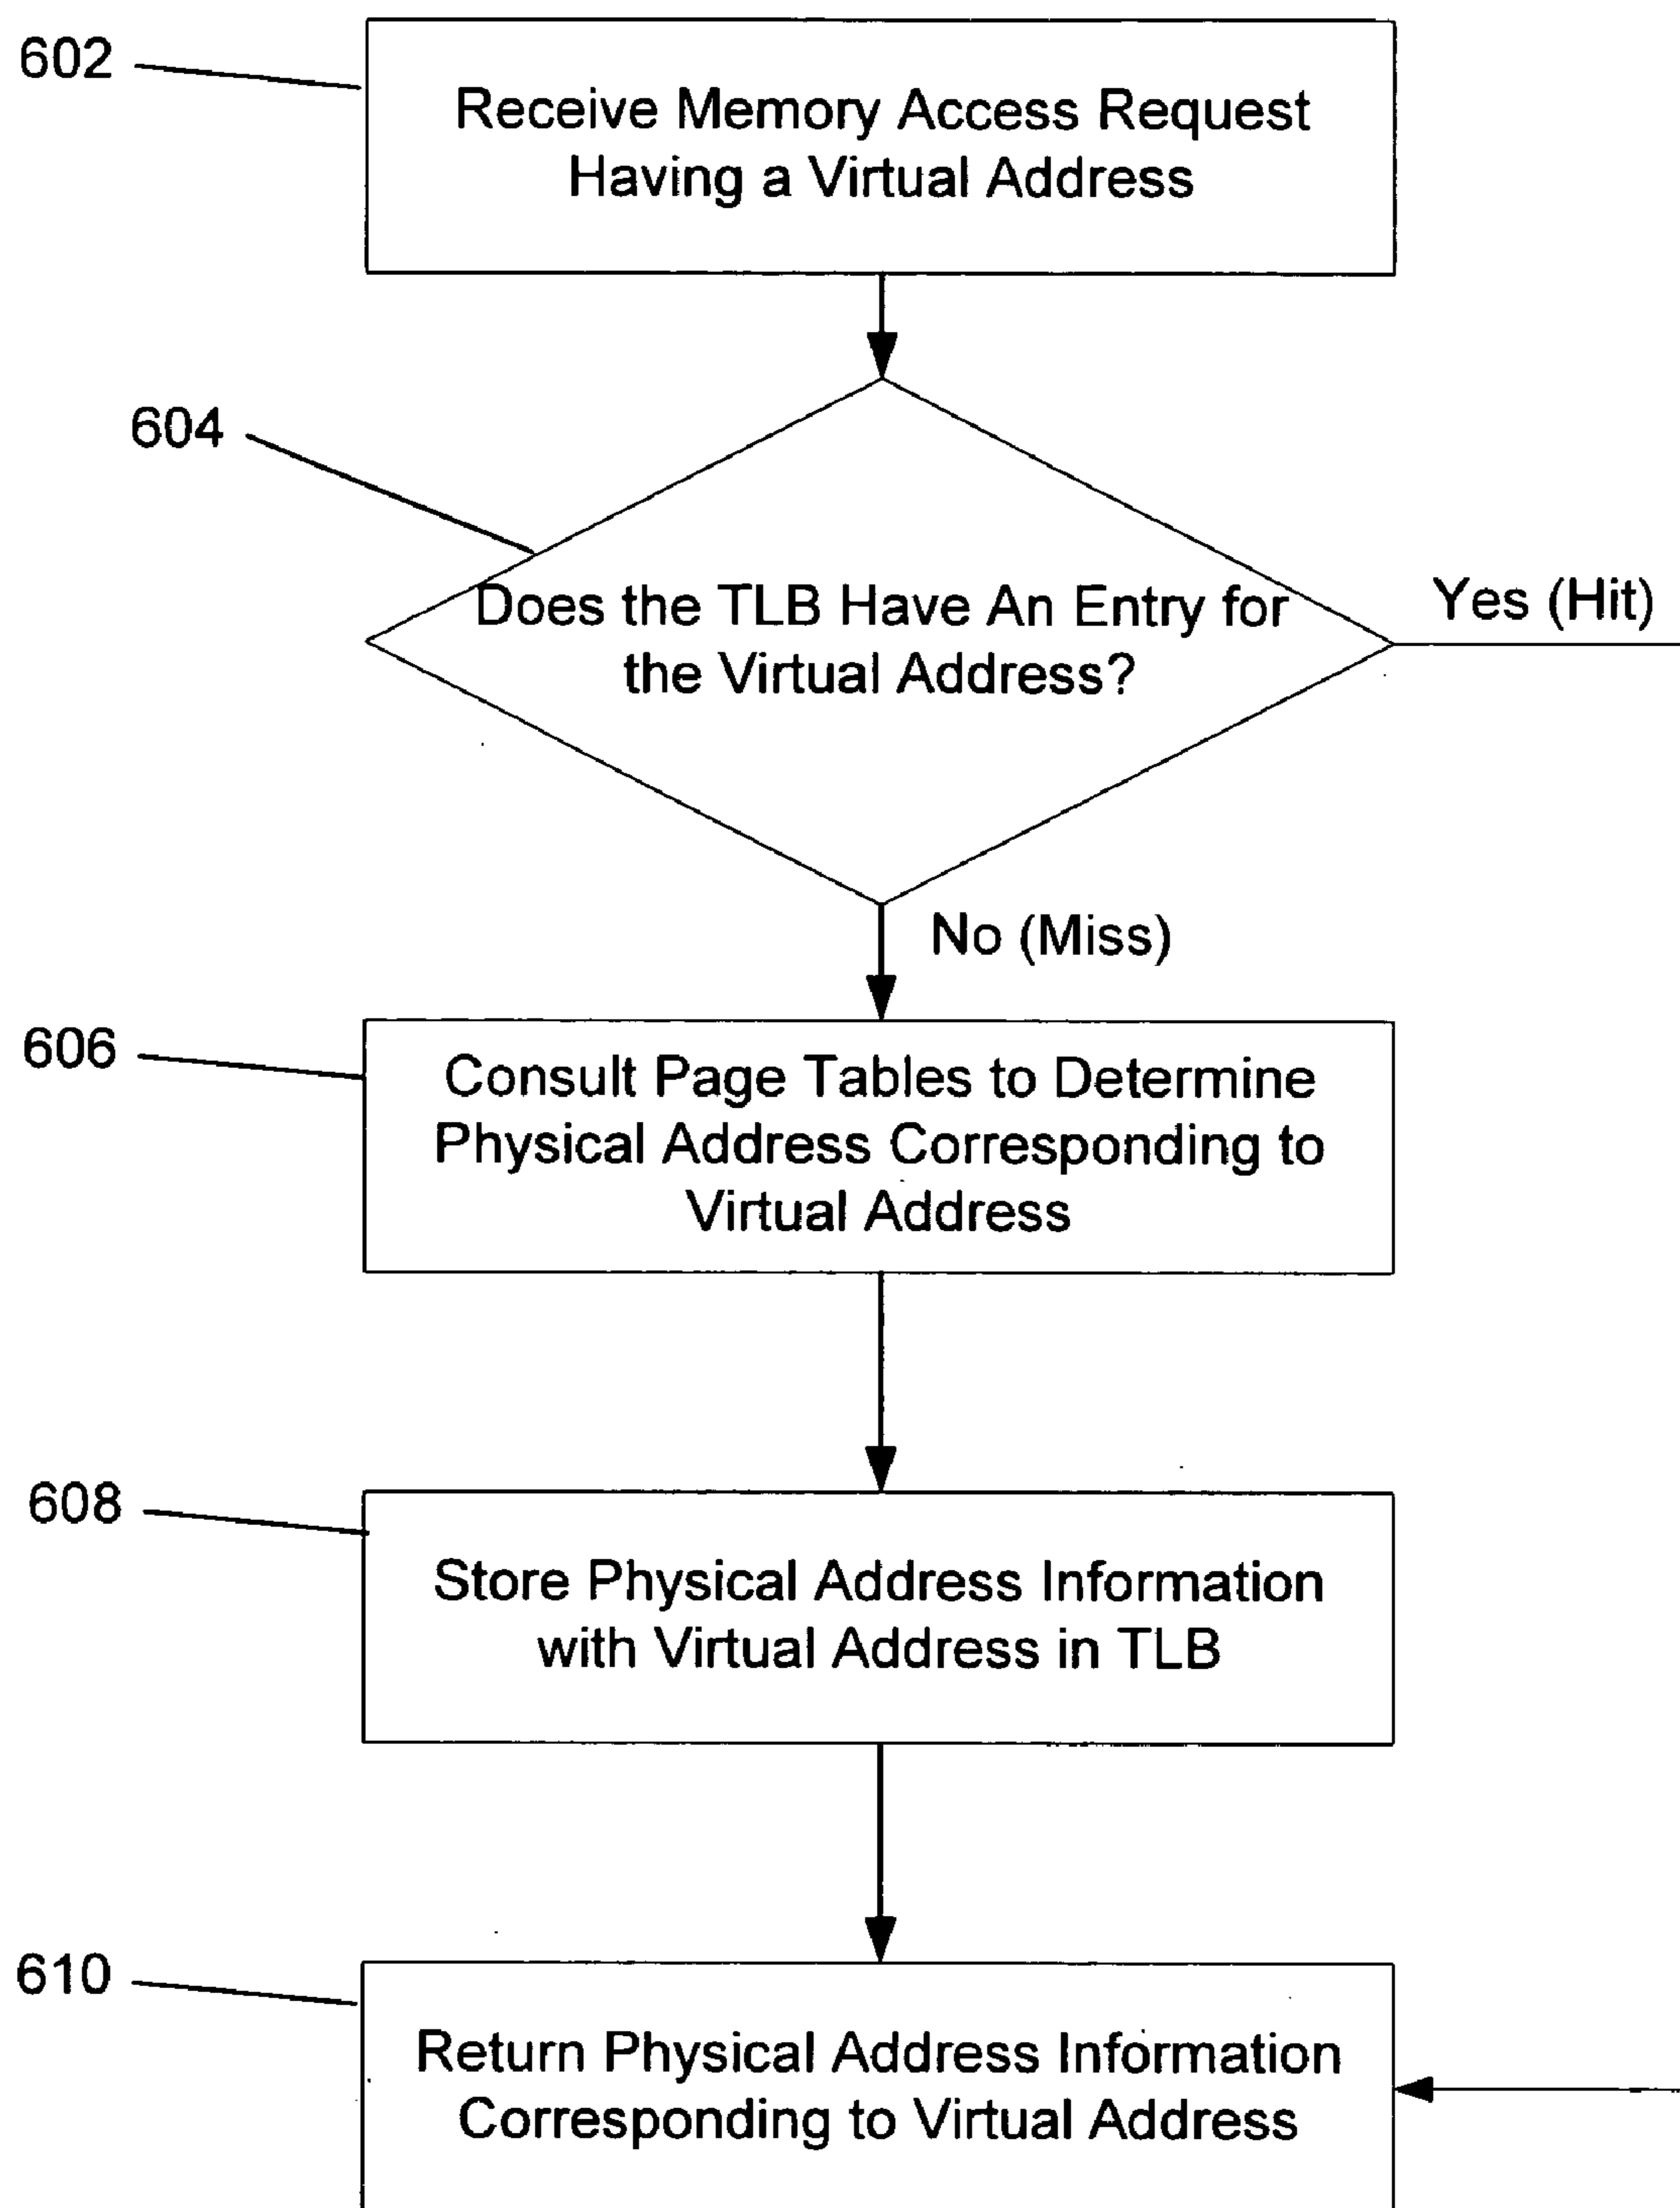 602
Receive Memory Access Request
Having a Virtual Address
604
Does the TLB Have An Entry for
the Virtual Address?
Yes (Hit)
No (Miss)
606
Consult Page Tables to Determine
Physical Address Corresponding to
Virtual Address
608
Store Physical Address Information
with Virtual Address in TLB
610
Return Physical Address Information
Corresponding to Virtual Address